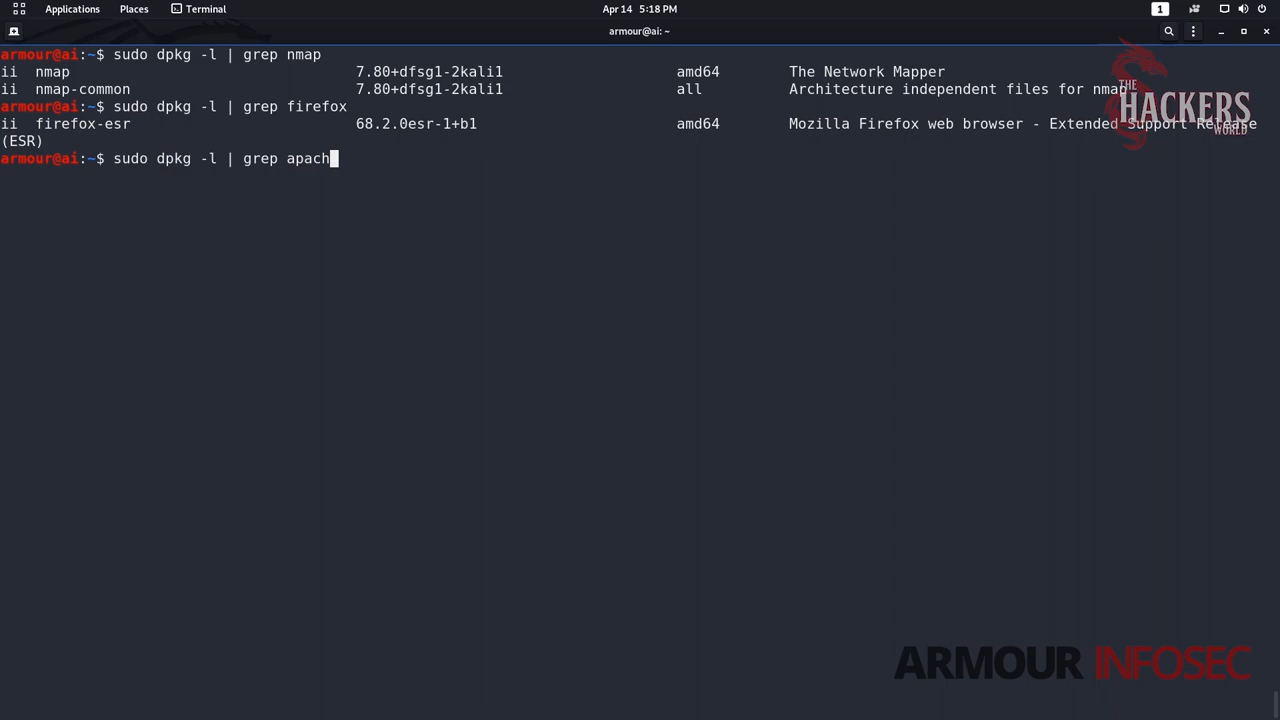 Applications Places Terminal Apr 14 5:18 PM 1
armour@ai: ~
armour@ai:~$ sudo dpkg -l | grep nmap
ii nmap 7.80+dfsg1-2kali1 amd64 The Network Mapper
ii nmap-common 7.80+dfsg1-2kali1 all Architecture independent files for nmap
armour@ai:~$ sudo dpkg -l | grep firefox
ii firefox-esr 68.2.0esr-1+b1 amd64 Mozilla Firefox web browser - Extended Support Release
(ESR)
armour@ai:~$ sudo dpkg -l | grep apach
THE
HACKERS
WORLD
ARMOUR INFOSEC